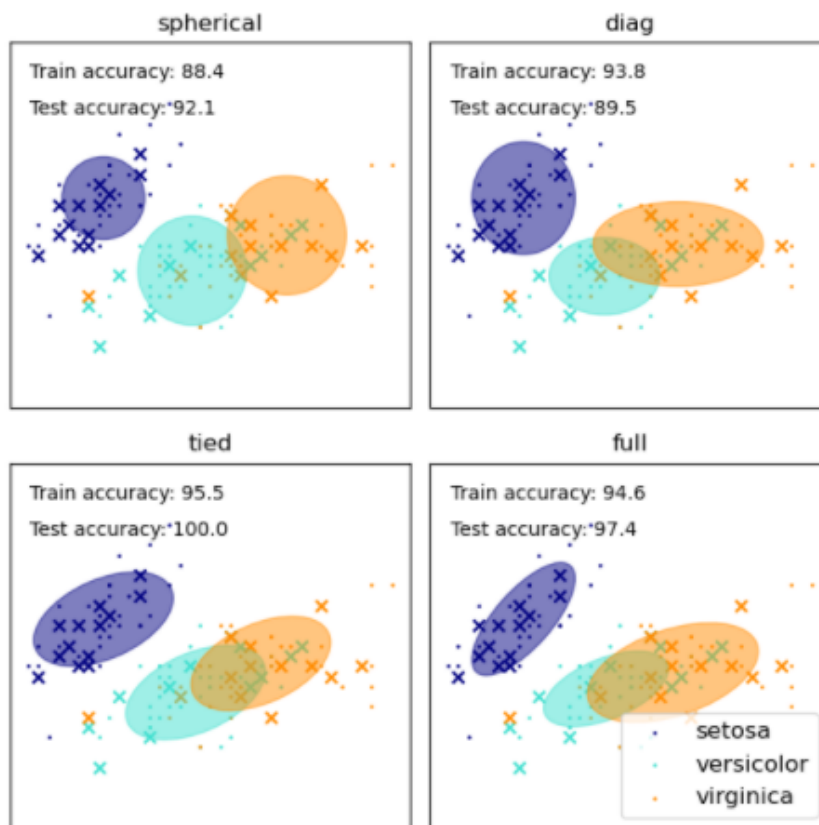 spherical
Train accuracy: 88.4
Test accuracy: 92.1
diag
Train accuracy: 93.8
Test accuracy: 89.5
tied
Train accuracy: 95.5
Test accuracy: 100.0
full
Train accuracy: 94.6
Test accuracy: 97.4
setosa
versicolor
virginica